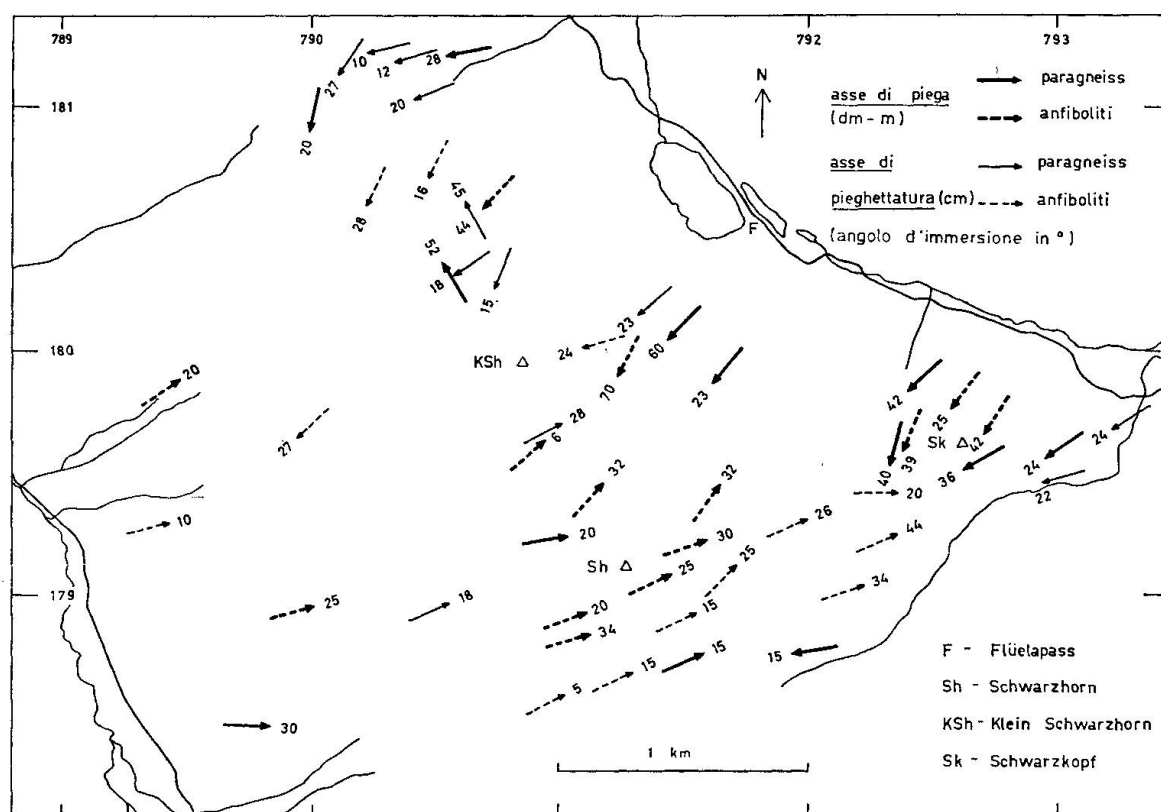 789 790 792 793
181
180
179
N
asse di piega
(dm - m)
paragneiss
anfiboliti
asse di
pieghettatura (cm)
paragneiss
anfiboliti
(angolo d'immersione in °)
10
12
28
27
20
20
16
28
45
44
52
18
15
F
23
24
KSh
60
70
23
20
27
28
6
32
32
42
25
Sk
42
40
39
36
24
24
22
20
26
44
34
10
20
30
Sh
25
25
25
18
20
34
15
15
15
15
5
30
1 km
F - Flüelapass
Sh - Schwarzhorn
KSh - Klein Schwarzhorn
Sk - Schwarzkopf